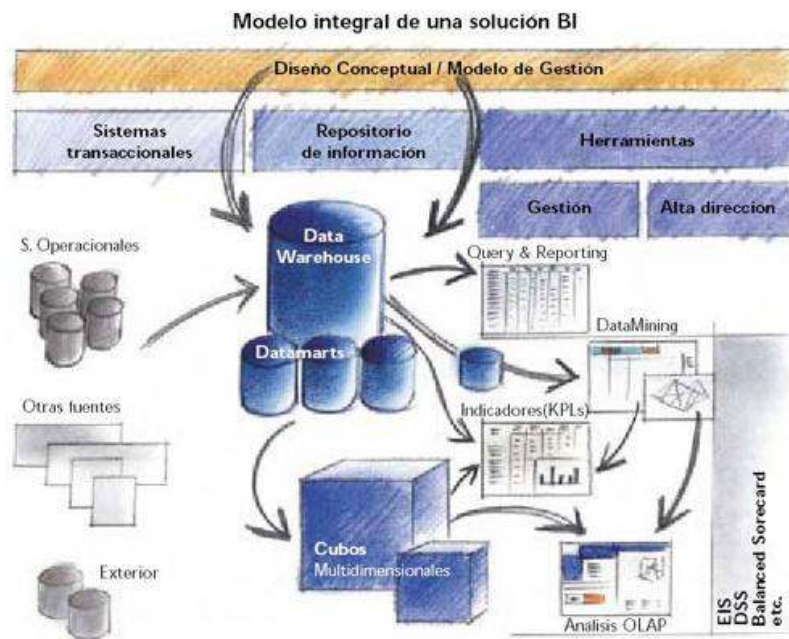 Modelo integral de una solución BI
Diseño Conceptual / Modelo de Gestión
Sistemas
transaccionales
Repositorio
de información
Herramientas
Gestión
Alta direccion
S. Operacionales
Data
Warehouse
Query & Reporting
DataMining
Datamarts
Otras fuentes
Indicadores(KPLs)
Cubos
Multidimensionales
Exterior
Análisis OLAP
EIS
DSS
Balanced Sorecard
etc.